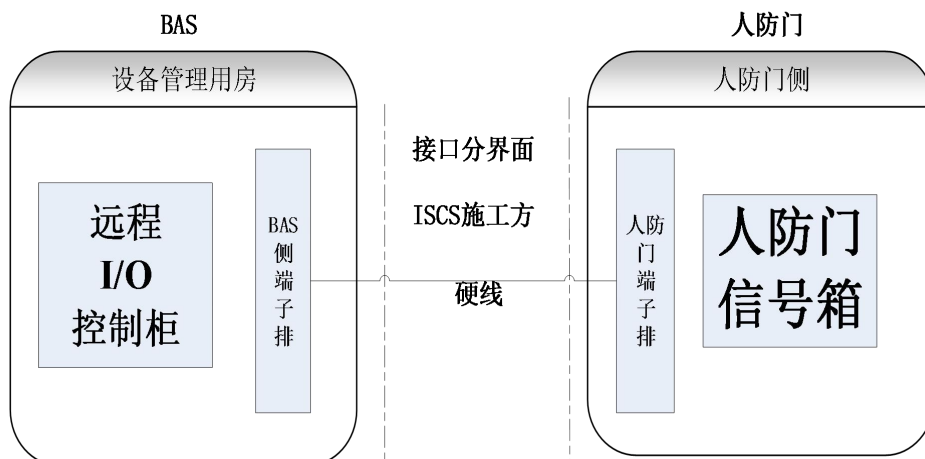 BAS
人防门
设备管理用房
人防门侧
接口分界面
ISCS施工方
硬线
远程
I/O
控制柜
BAS
侧
端
子
排
人防
门
端
子
排
人防门
信号箱